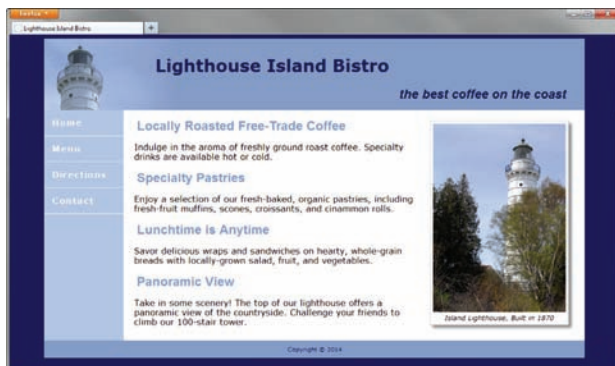 Firefox
Lighthouse Island Bistro
Lighthouse Island Bistro
the best coffee on the coast
Home
Menu
Directions
Contact
Locally Roasted Free-Trade Coffee
Indulge in the aroma of freshly ground roast coffee. Specialty
drinks are available hot or cold.
Specialty Pastries
Enjoy a selection of our fresh-baked, organic pastries, including
fresh-fruit muffins, scones, croissants, and cinammon rolls.
Lunchtime is Anytime
Savor delicious wraps and sandwiches on hearty, whole-grain
breads with locally-grown salad, fruit, and vegetables.
Panoramic View
Take in some scenery! The top of our lighthouse offers a
panoramic view of the countryside. Challenge your friends to
climb our 100-stair tower.
Island Lighthouse, Built in 1870
Copyright © 2014